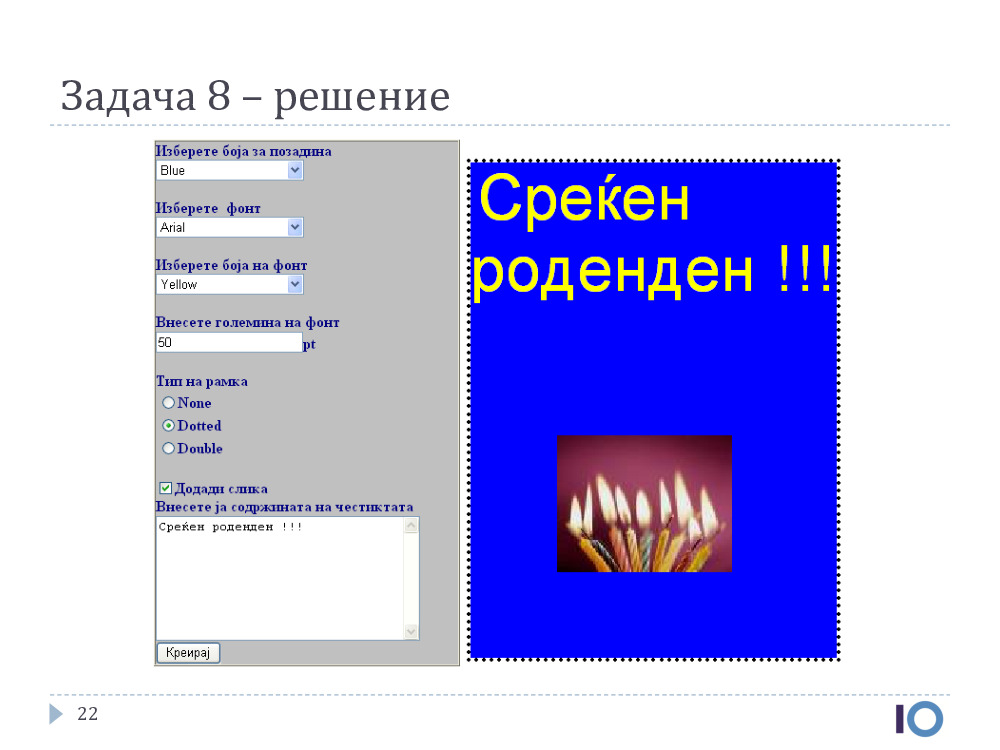 Задача 8 – решение
Изберете боја за позадина
Blue
Изберете фонт
Arial
Изберете боја на фонт
Yellow
Внесете големина на фонт
50 pt
Тип на рамка
None
Dotted
Double
Додади слика
Внесете ја содржината на честиктата
Среќен роденден !!!
Креирај
Среќен
роденден !!!
22
IO